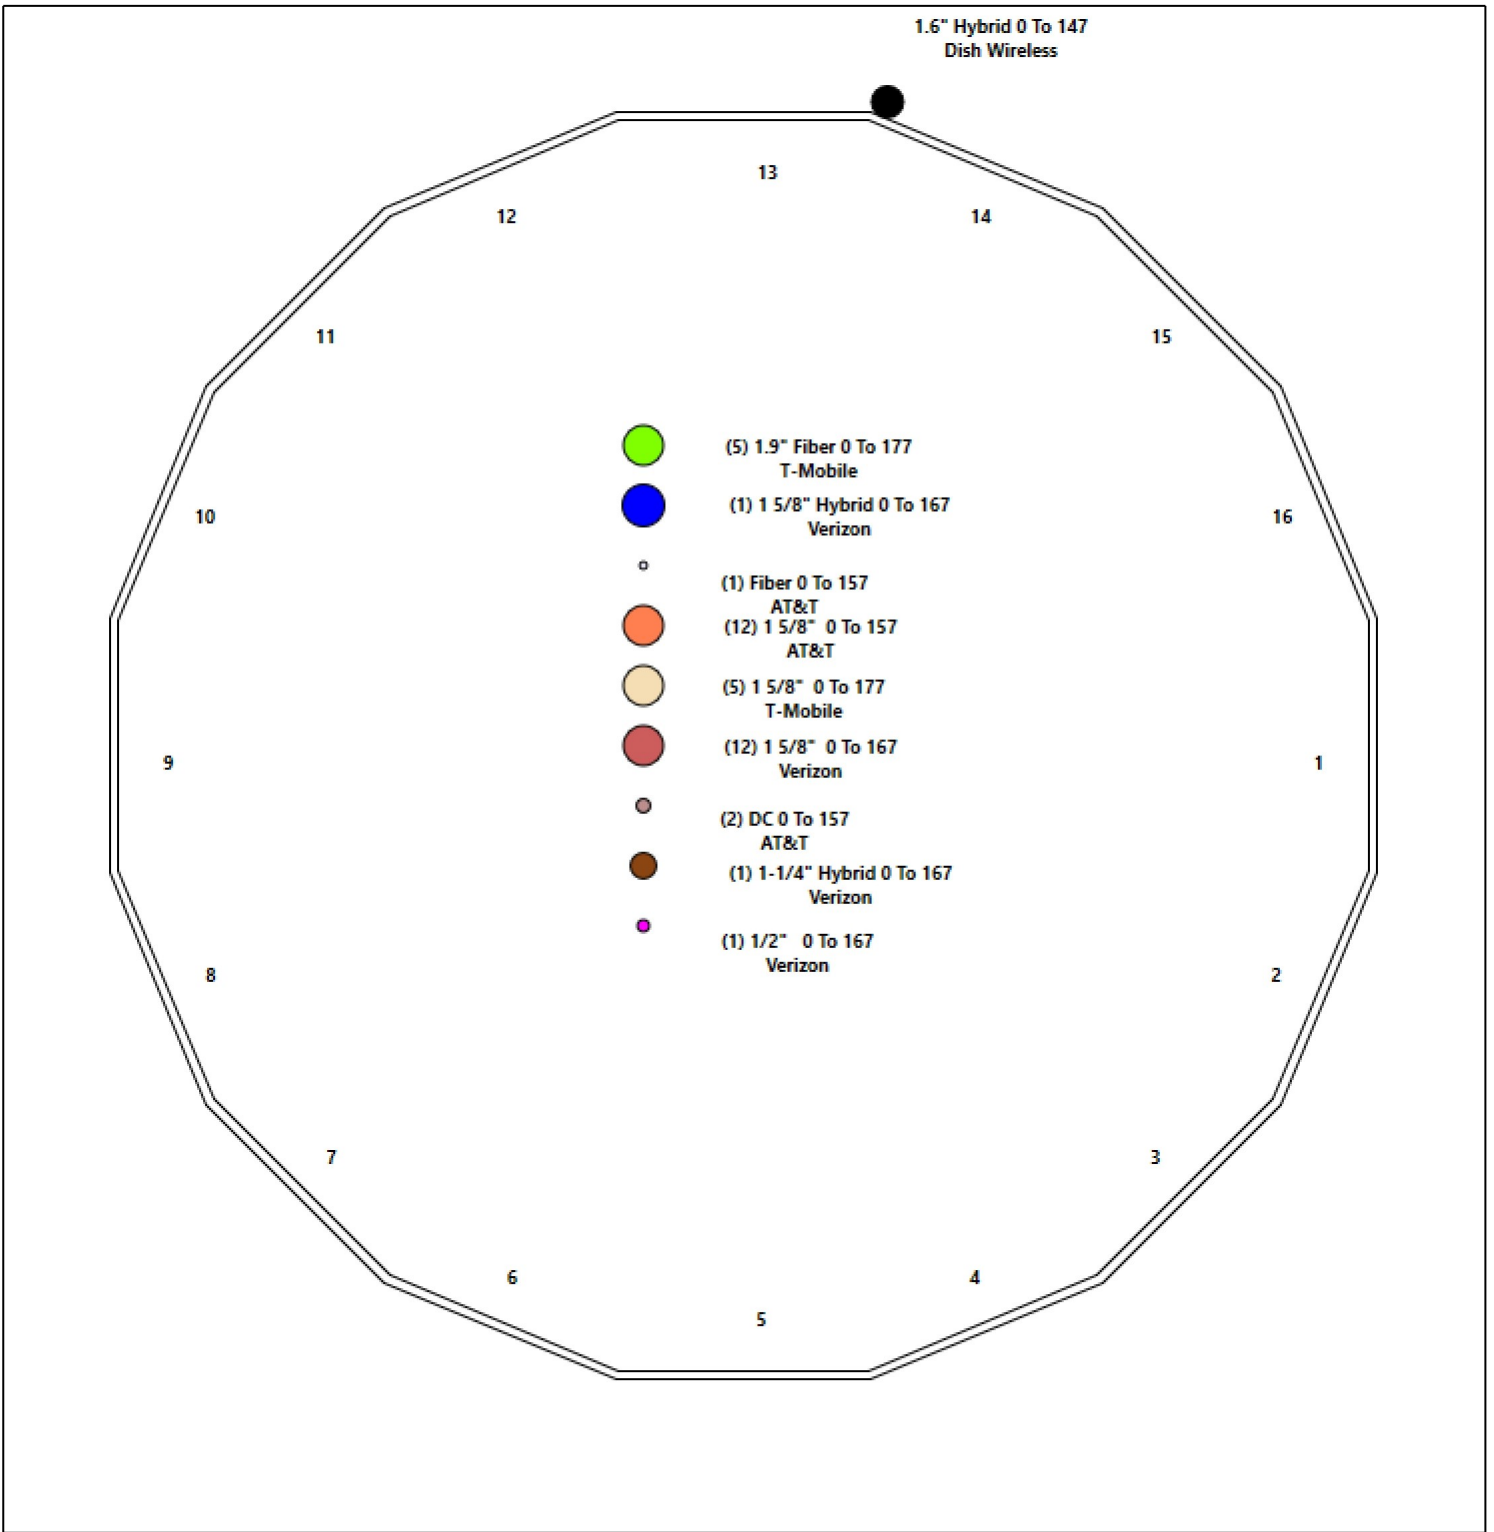 1.6" Hybrid 0 To 147
Dish Wireless
13
12
14
11
15
(5) 1.9" Fiber 0 To 177
T-Mobile
(1) 1 5/8" Hybrid 0 To 167
Verizon
10
16
(1) Fiber 0 To 157
AT&T
(12) 1 5/8"  0 To 157
AT&T
(5) 1 5/8"  0 To 177
T-Mobile
(12) 1 5/8"  0 To 167
Verizon
9
1
(2) DC 0 To 157
AT&T
(1) 1-1/4" Hybrid 0 To 167
Verizon
(1) 1/2"   0 To 167
Verizon
8
2
7
3
6
4
5